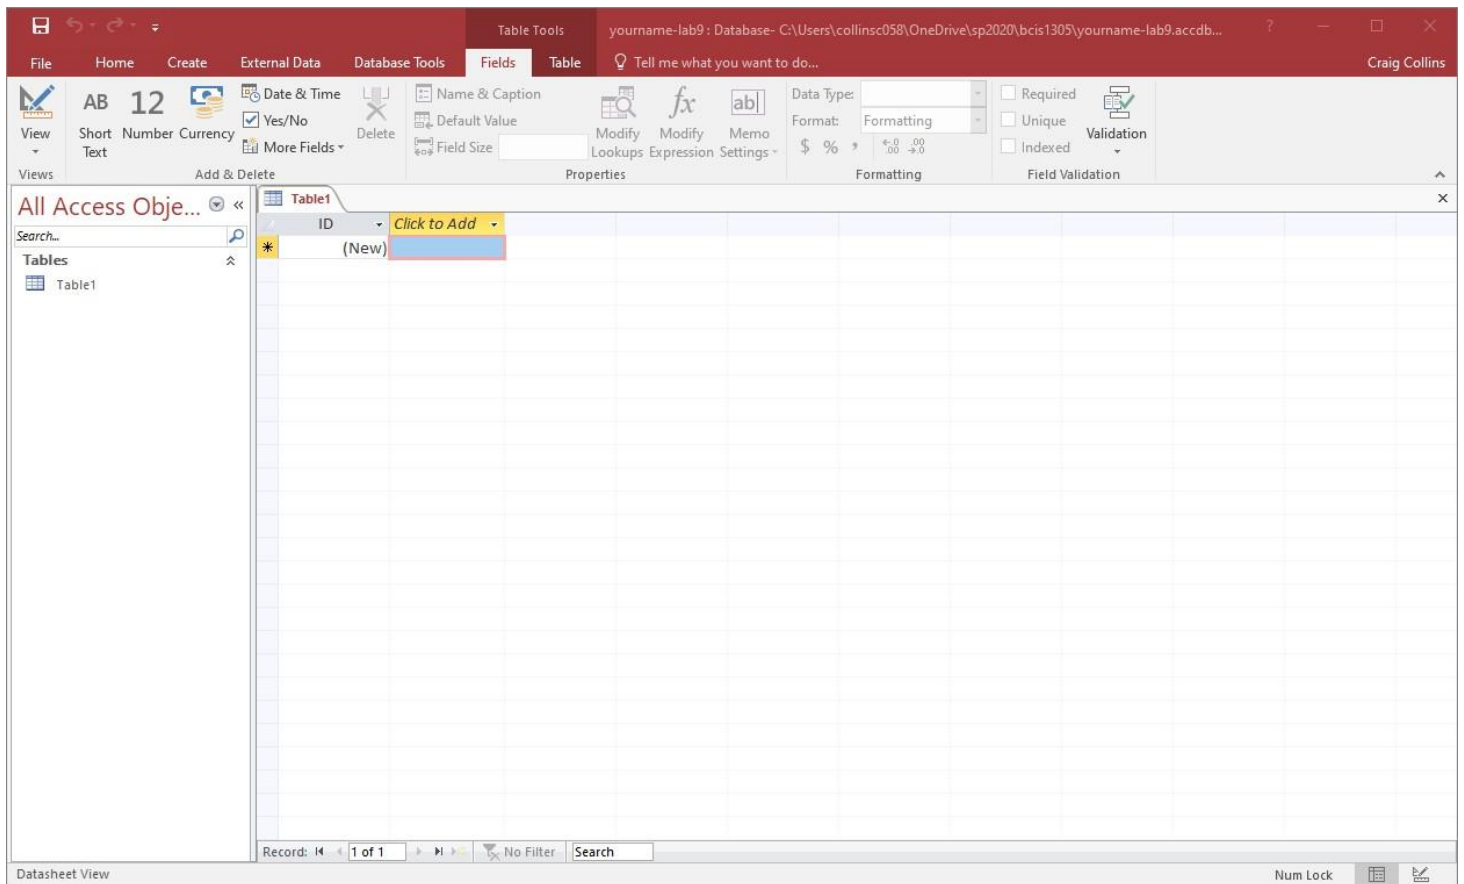 Table Tools
yourname-lab9 : Database- C:\Users\collinsc058\OneDrive\sp2020\bcis1305\yourname-lab9.accdb...
?
File Home Create External Data Database Tools Fields Table Tell me what you want to do... Craig Collins
View
AB Short Text
12 Number
Currency
Date & Time
Yes/No
More Fields
Delete
Name & Caption
Default Value
Field Size
Modify Lookups
fx Modify Expression
ab| Memo Settings
Data Type:
Format: Formatting
$ % , ←.0 .00 .00 →.0
Required
Unique
Indexed
Validation
Views Add & Delete Properties Formatting Field Validation
All Access Obje... «
Search...
Tables
Table1
Table1
ID Click to Add
* (New)
Record: 1 of 1 No Filter Search
Datasheet View Num Lock